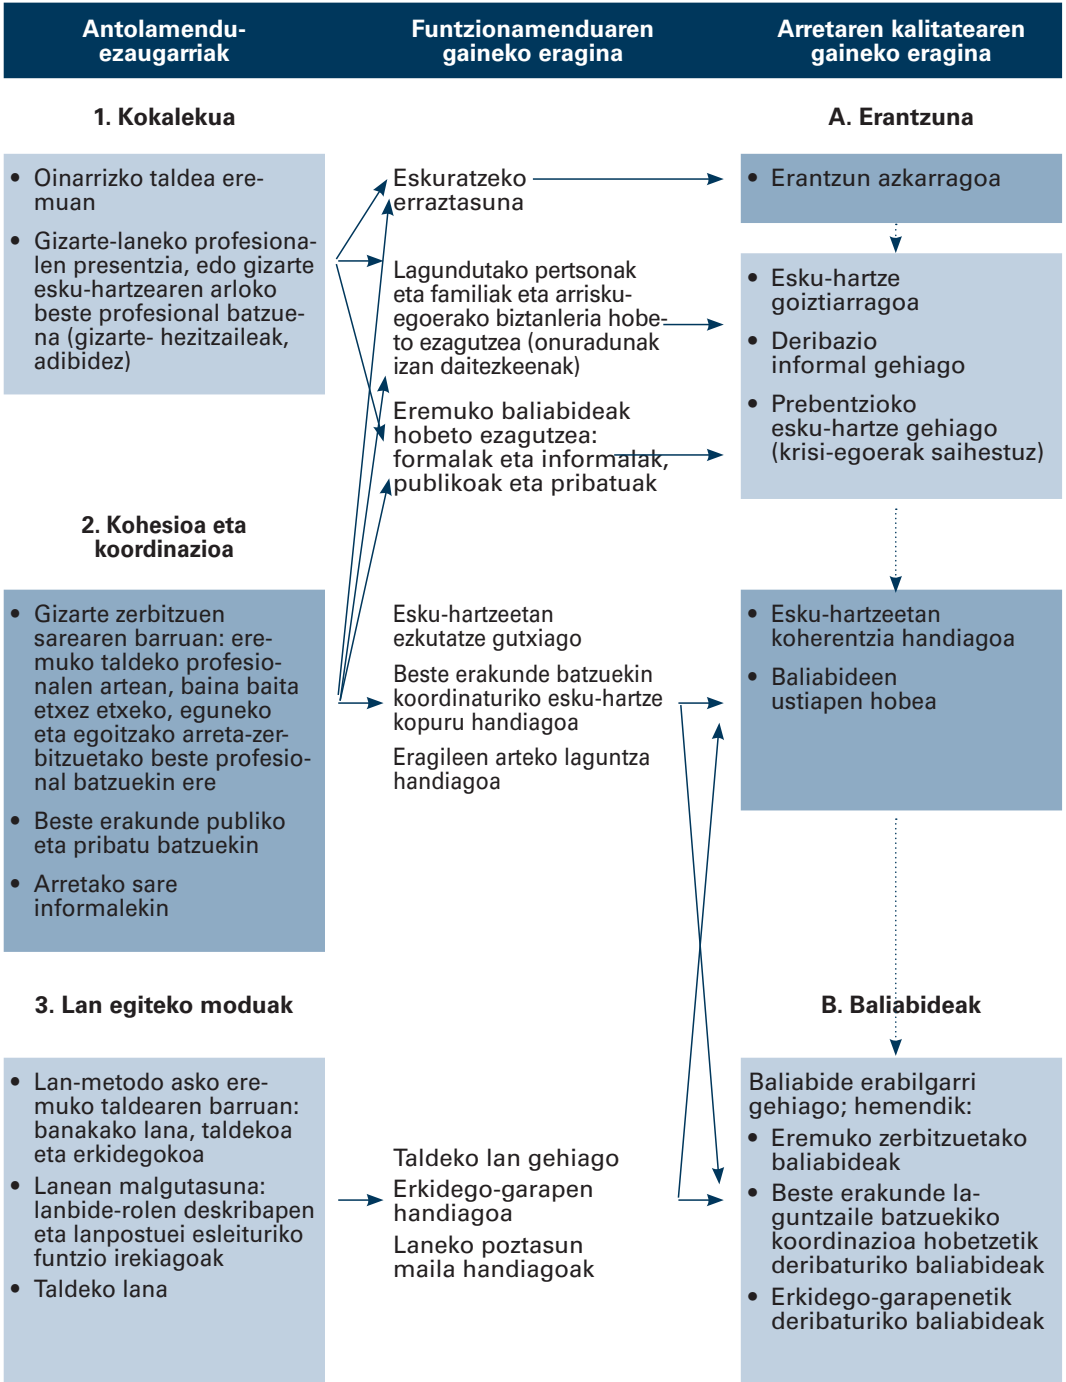 Antolamendu-
ezaugarriak
Funtzionamenduaren
gaineko eragina
Arretaren kalitatearen
gaineko eragina
1. Kokalekua
• Oinarrizko taldea ere-
muan
• Gizarte-laneko profesiona-
len presentzia, edo gizarte
esku-hartzearen arloko
beste profesional batzue-
na (gizarte- hezitzaileak,
adibidez)
2. Kohesioa eta
koordinazioa
• Gizarte zerbitzuen
sarearen barruan: ere-
muko taldeko profesio-
nalen artean, baina baita
etxez etxeko, eguneko
eta egoitzako arreta-zer-
bitzuetako beste profesio-
nal batzuekin ere
• Beste erakunde publiko
eta pribatu batzuekin
• Arretako sare
informalekin
3. Lan egiteko moduak
• Lan-metodo asko ere-
muko taldearen barruan:
banakako lana, taldekoa
eta erkidegokoa
• Lanean malgutasuna:
lanbide-rolen deskribapen
eta lanpostuei esleituriko
funtzio irekiagoak
• Taldeko lana
Eskuratzeko
erraztasuna
Lagundutako pertsonak
eta familiak eta arrisku-
egoerako biztanleria hobe-
to ezagutzea (onuradunak
izan daitezkeenak)
Eremuko baliabideak
hobeto ezagutzea:
formalak eta informalak,
publikoak eta pribatuak
Esku-hartzeetan
ezkutatze gutxiago
Beste erakunde batzuekin
koordinaturiko esku-hartze
kopuru handiagoa
Eragileen arteko laguntza
handiagoa
Taldeko lan gehiago
Erkidego-garapen
handiagoa
Laneko poztasun
maila handiagoak
A. Erantzuna
• Erantzun azkarragoa
• Esku-hartze
goiztiarragoa
• Deribazio
informal gehiago
• Prebentzioko
esku-hartze gehiago
(krisi-egoerak saihestuz)
• Esku-hartzeetan
koherentzia handiagoa
• Baliabideen
ustiapen hobea
B. Baliabideak
Baliabide erabilgarri
gehiago; hemendik:
• Eremuko zerbitzuetako
baliabideak
• Beste erakunde la-
guntzaile batzuekiko
koordinazioa hobetzetik
deribaturiko baliabideak
• Erkidego-garapenetik
deribaturiko baliabideak